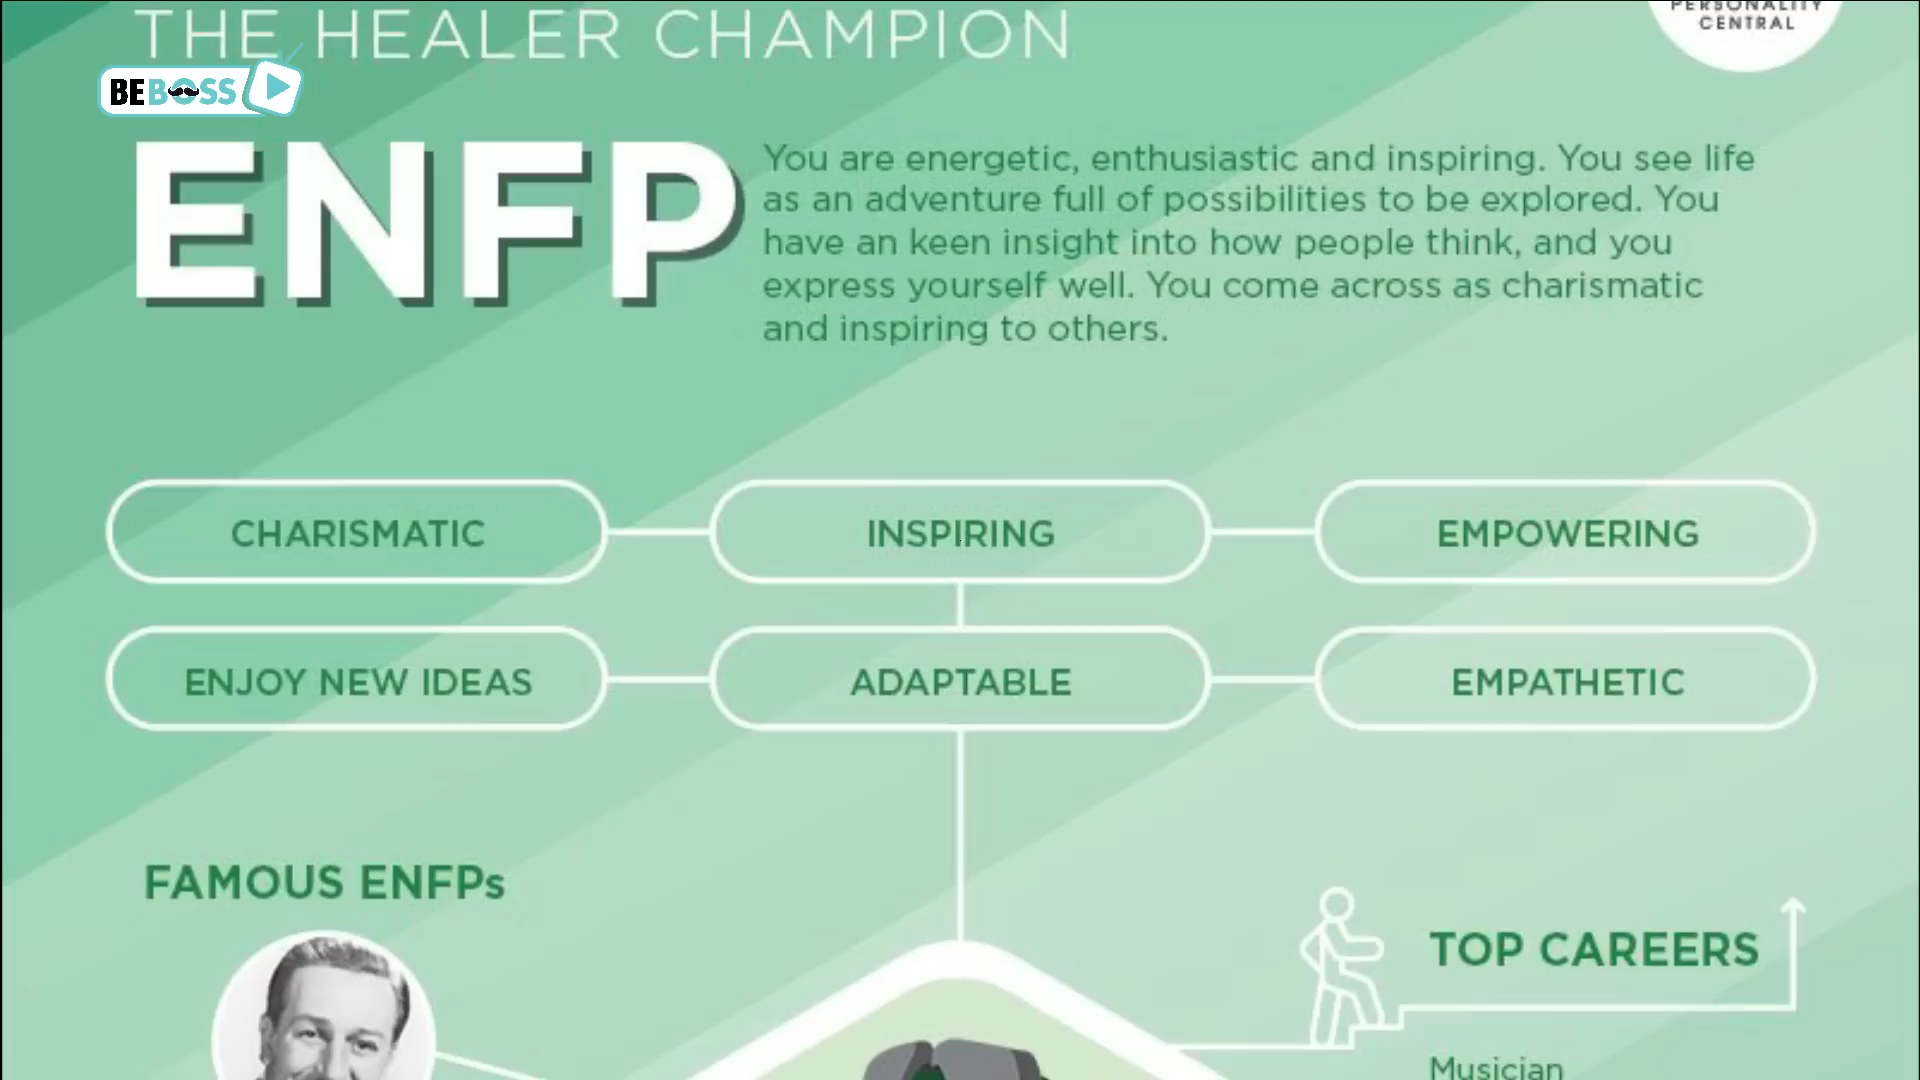 THE HEALER CHAMPION
PERSONALITY
CENTRAL
BEBOSS
ENFP
You are energetic, enthusiastic and inspiring. You see life
as an adventure full of possibilities to be explored. You
have an keen insight into how people think, and you
express yourself well. You come across as charismatic
and inspiring to others.
CHARISMATIC
INSPIRING
EMPOWERING
ENJOY NEW IDEAS
ADAPTABLE
EMPATHETIC
FAMOUS ENFPs
TOP CAREERS
Musician